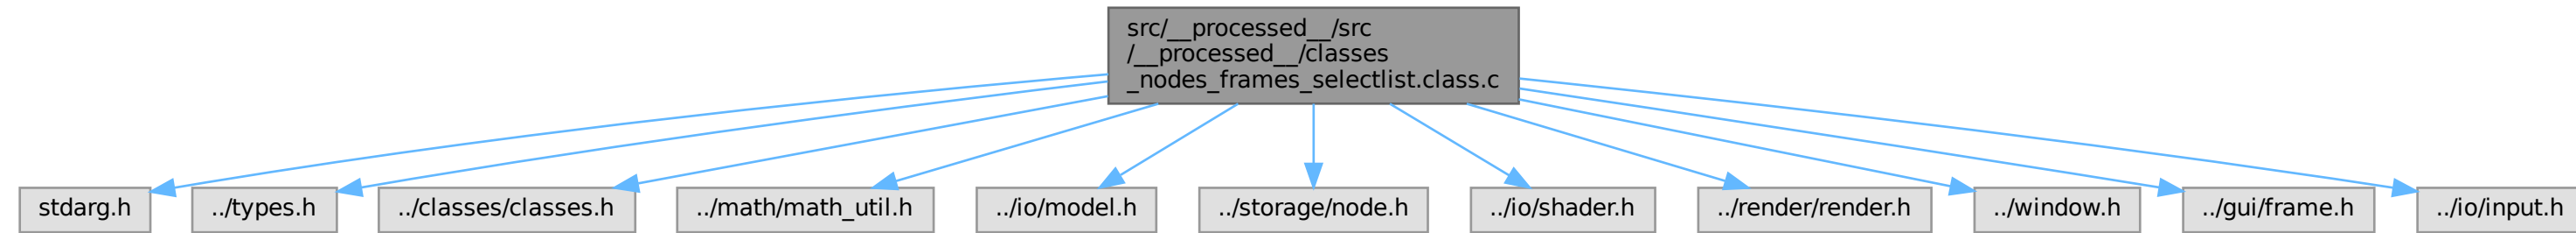 src/__processed__/src
/__processed__/classes
_nodes_frames_selectlist.class.c
stdarg.h
../types.h
../classes/classes.h
../math/math_util.h
../io/model.h
../storage/node.h
../io/shader.h
../render/render.h
../window.h
../gui/frame.h
../io/input.h